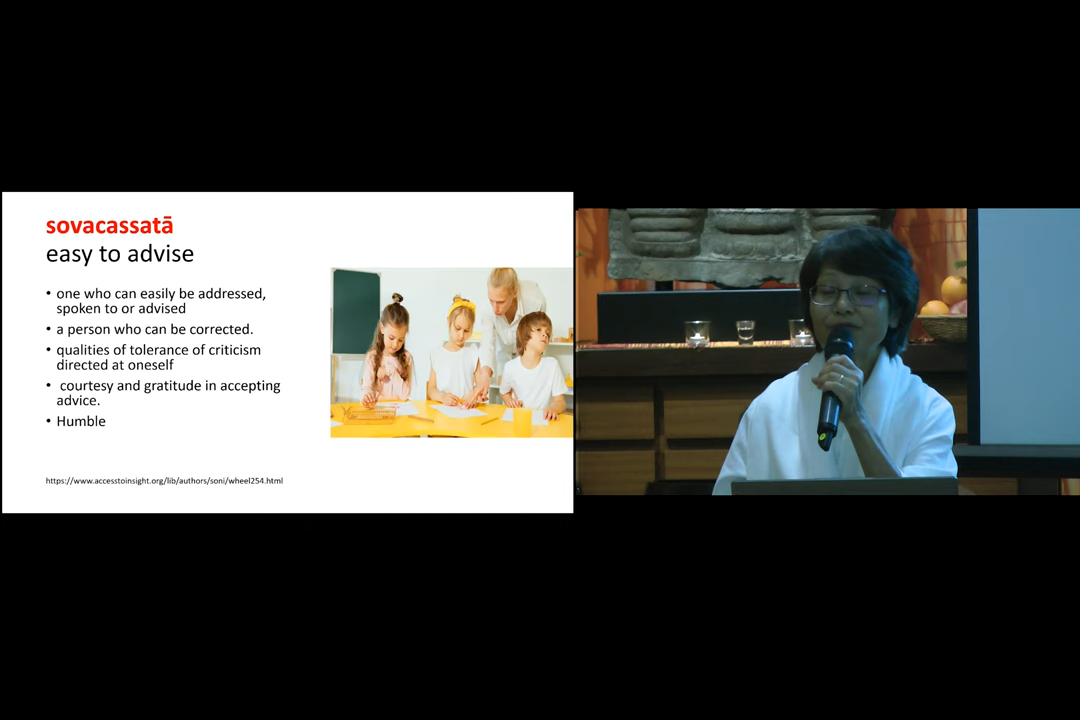 sovacassatā
easy to advise
• one who can easily be addressed,
spoken to or advised
• a person who can be corrected.
• qualities of tolerance of criticism
directed at oneself
• courtesy and gratitude in accepting
advice.
• Humble
https://www.accesstoinsight.org/lib/authors/soni/wheel254.html